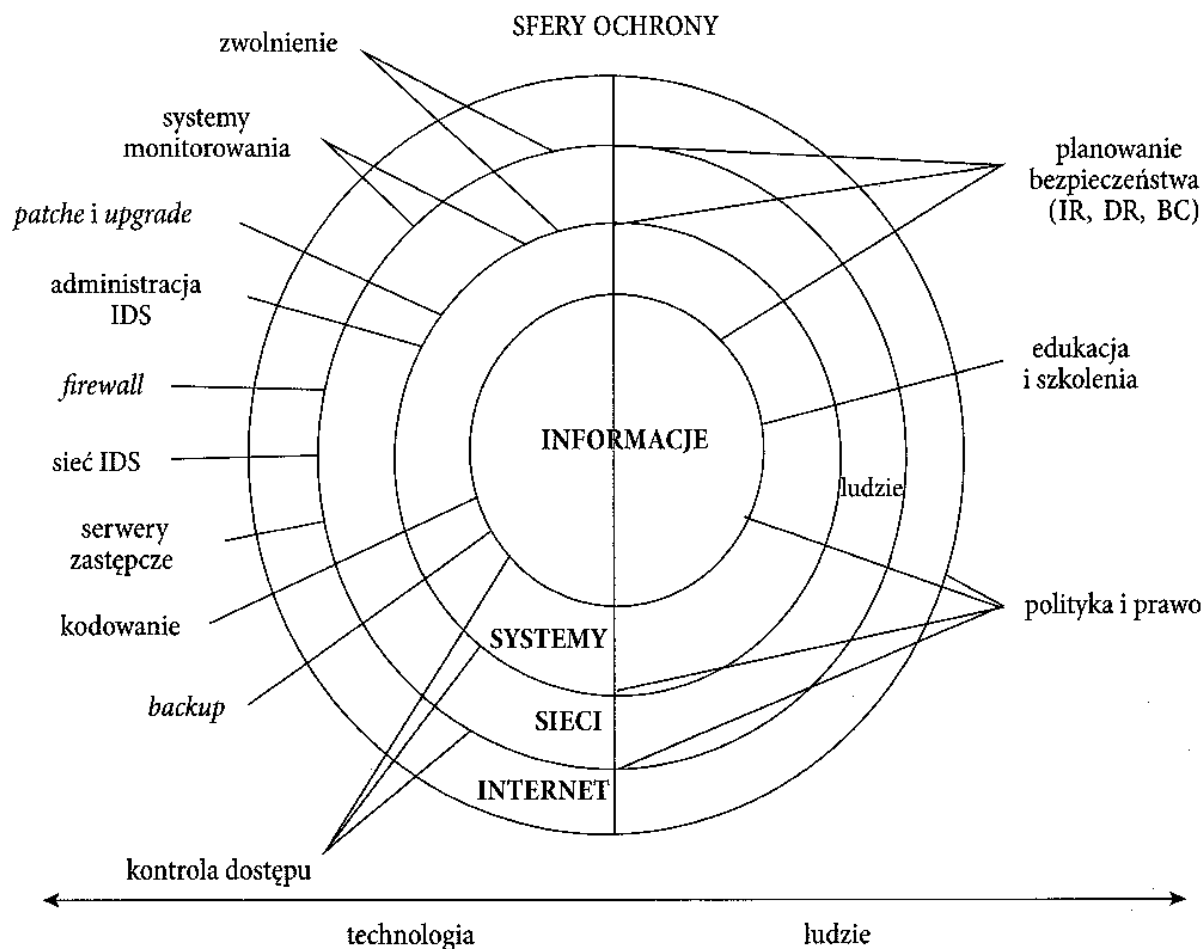 SFERY OCHRONY
zwolnienie
systemy
monitorowania
patche i upgrade
administracja
IDS
firewall
sieć IDS
serwery
zastępcze
kodowanie
backup
kontrola dostępu
INFORMACJE
SYSTEMY
SIECI
INTERNET
ludzie
planowanie
bezpieczeństwa
(IR, DR, BC)
edukacja
i szkolenia
polityka i prawo
technologia
ludzie